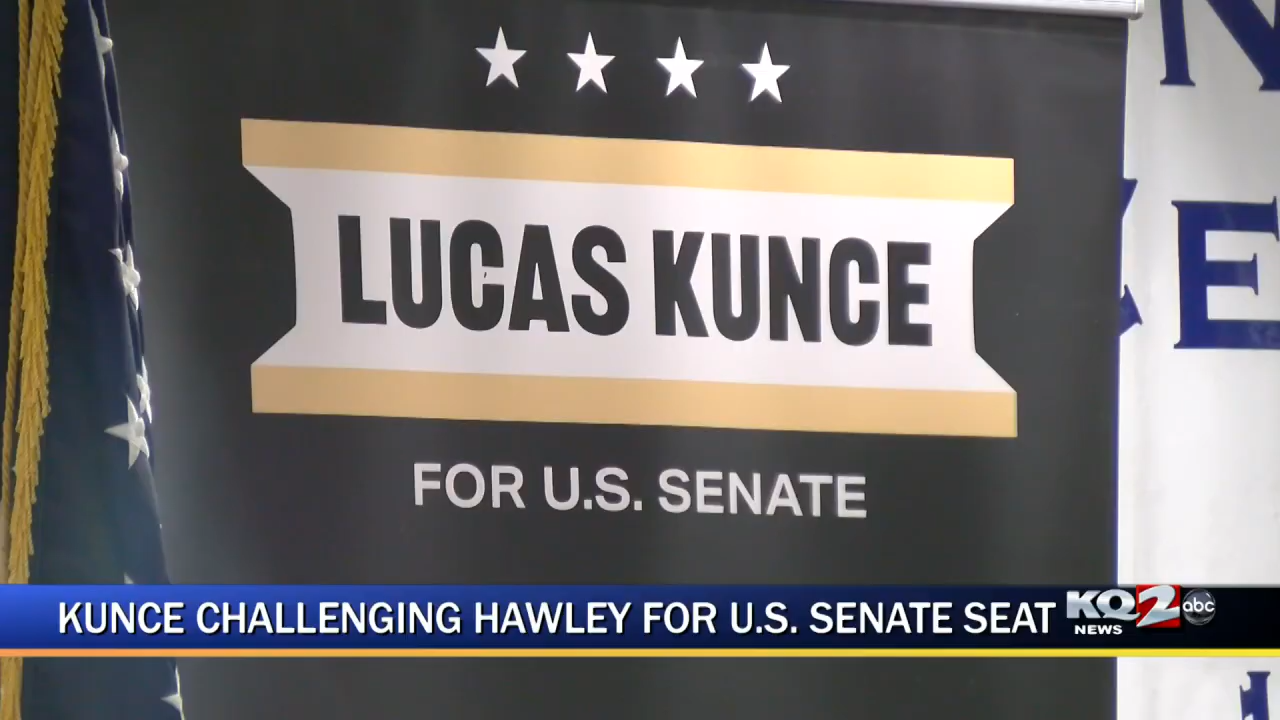 LUCAS KUNCE
FOR U.S. SENATE
KUNCE CHALLENGING HAWLEY FOR U.S. SENATE SEAT
KQ2
NEWS
abc
N
E